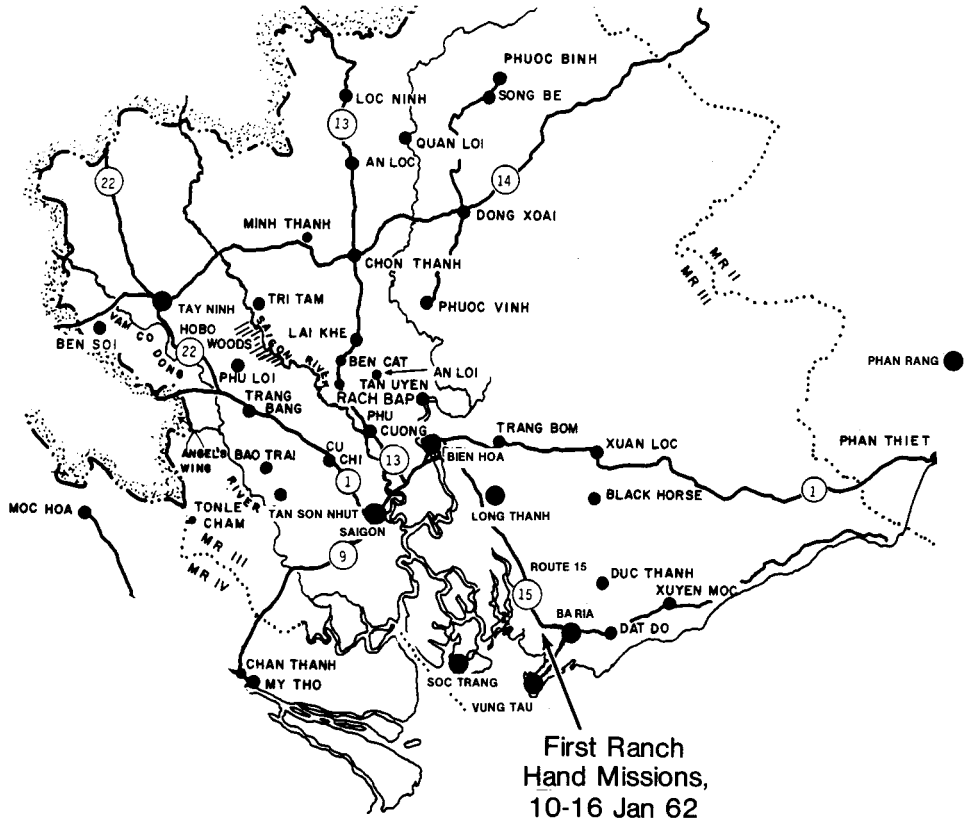 PHUOC BINH
SONG BE
LOC NINH
13
QUAN LOI
AN LOC
22
14
MINH THANH
DONG XOAI
CHON THANH
MR II
MR III
TAY NINH
TRI TAM
PHUOC VINH
BEN SOI
VAM CO DONG
HOBO
WOODS
SAIGON RIVER
LAI KHE
22
PHU LOI
BEN CAT
AN LOI
TAN UYEN
RACH BAP
PHAN RANG
TRANG
BANG
PHU
CUONG
TRANG BOM
XUAN LOC
PHAN THIET
ANGEL'S
WING
BAO TRAI
CU
CHI
13
BIEN HOA
RIVER
1
1
MOC HOA
TONLE
CHAM
TAN SON NHUT
SAIGON
LONG THANH
BLACK HORSE
MR III
MR IV
9
ROUTE 15
15
DUC THANH
XUYEN MOC
BA RIA
DAT DO
CHAN THANH
MY THO
SOC TRANG
VUNG TAU
First Ranch
Hand Missions,
10-16 Jan 62